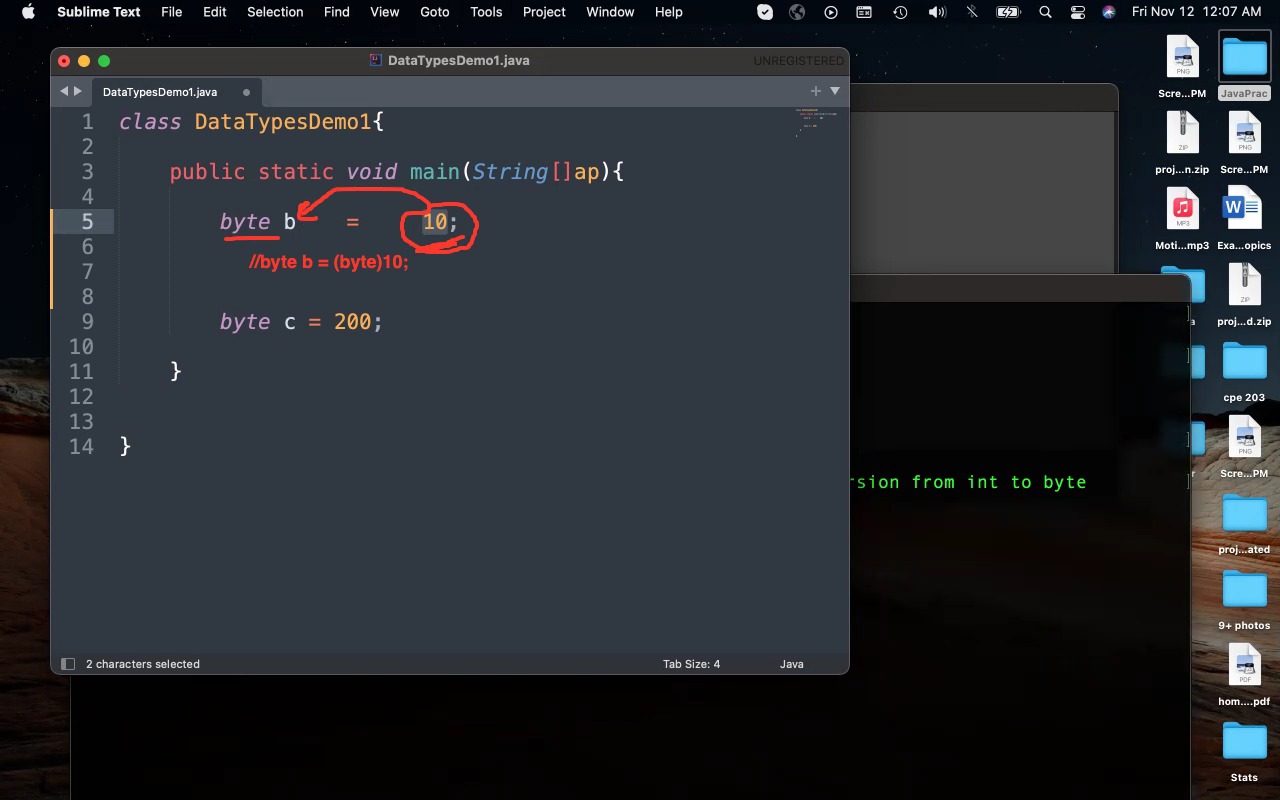 Sublime Text File Edit Selection Find View Goto Tools Project Window Help Fri Nov 12 12:07 AM
DataTypesDemo1.java UNREGISTERED
DataTypesDemo1.java
1 class DataTypesDemo1{
2
3 public static void main(String[]ap){
4
5 byte b = 10;
6
//byte b = (byte)10;
7
8
9 byte c = 200;
10
11 }
12
13
14 }
2 characters selected Tab Size: 4 Java
rsion from int to byte
]
]
]
]
PNG
Scre...PM
JavaPrac
ZIP
proj...n.zip
PNG
Scre...PM
MP3
Moti...mp3
W
Exa...opics
a
ZIP
proj...d.zip
cpe 203
r
PNG
Scre...PM
proj...ated
9+ photos
PDF
hom....pdf
Stats